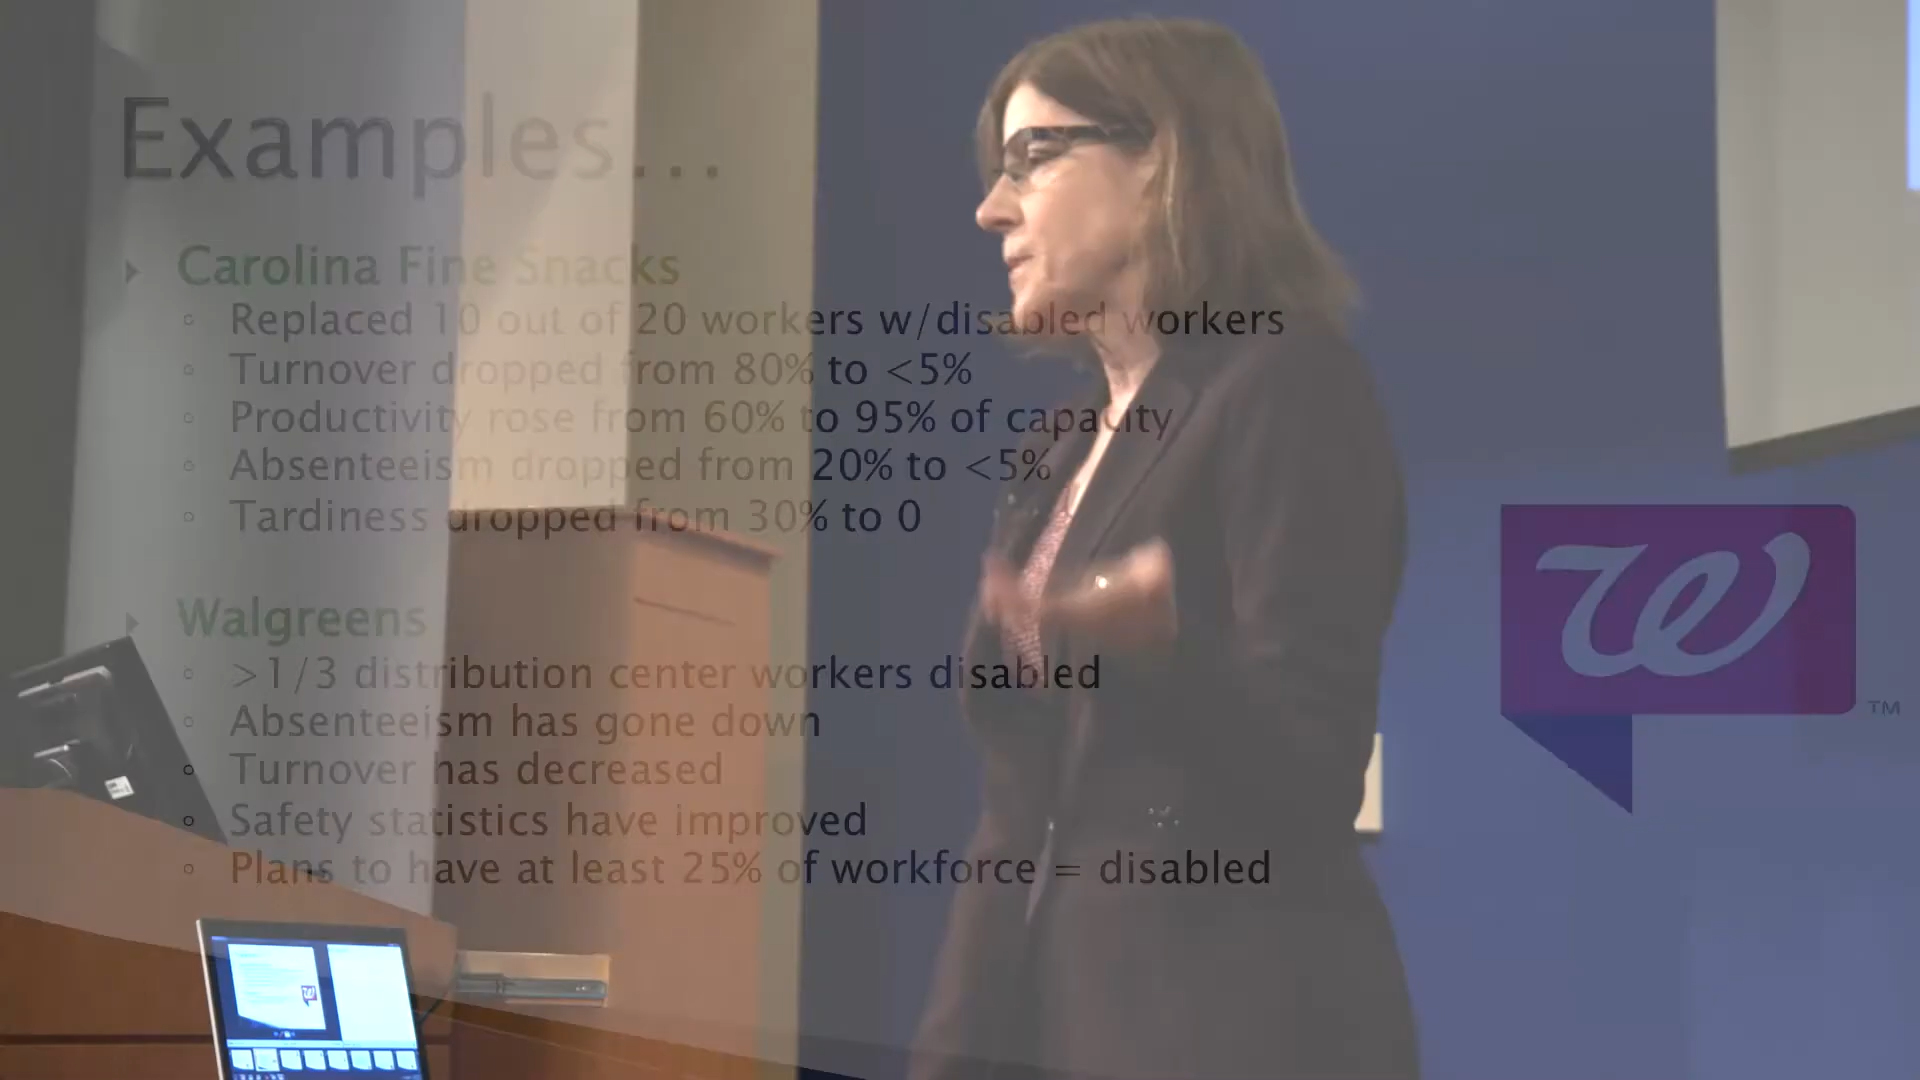 Examples...
Carolina Fine Snacks
Replaced 10 out of 20 workers w/disabled workers
Turnover dropped from 80% to <5%
Productivity rose from 60% to 95% of capacity
Absenteeism dropped from 20% to <5%
Tardiness dropped from 30% to 0
Walgreens
>1/3 distribution center workers disabled
Absenteeism has gone down
Turnover has decreased
Safety statistics have improved
Plans to have at least 25% of workforce = disabled
W
TM